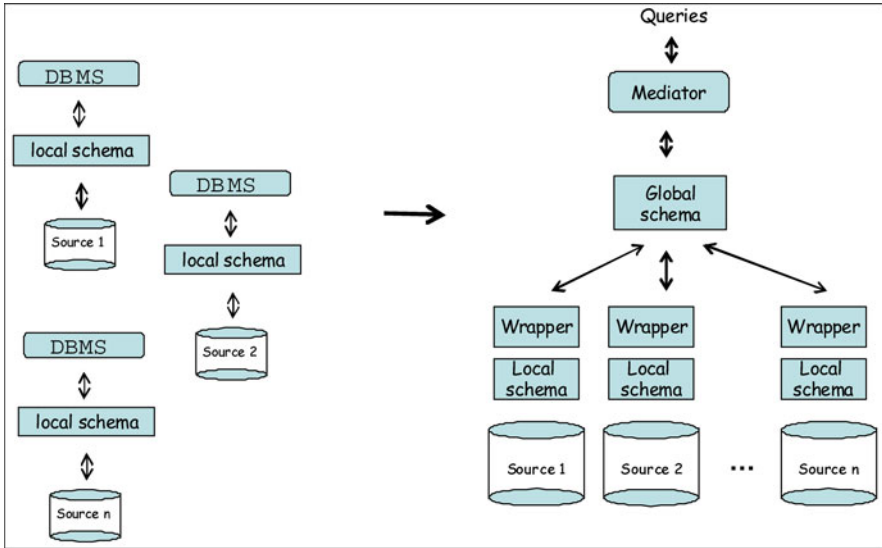 DBMS
local schema
Source 1
DBMS
local schema
Source 2
DBMS
local schema
Source n
Queries
Mediator
Global
schema
Wrapper
Wrapper
Wrapper
Local
schema
Local
schema
Local
schema
Source 1
Source 2
...
Source n